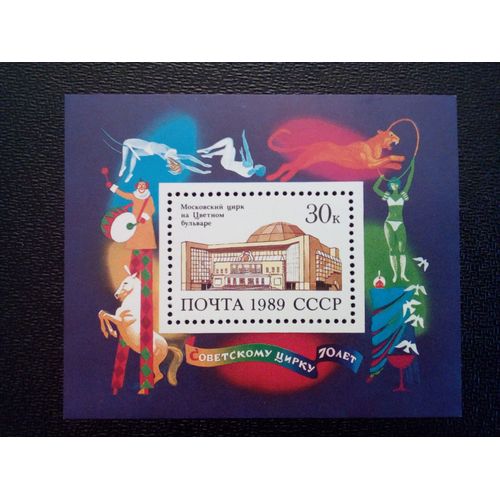 Московский цирк
на Цветном
бульваре
30к
ПОЧТА 1989 СССР
СОВЕТСКОМУ ЦИРКУ 70 ЛЕТ